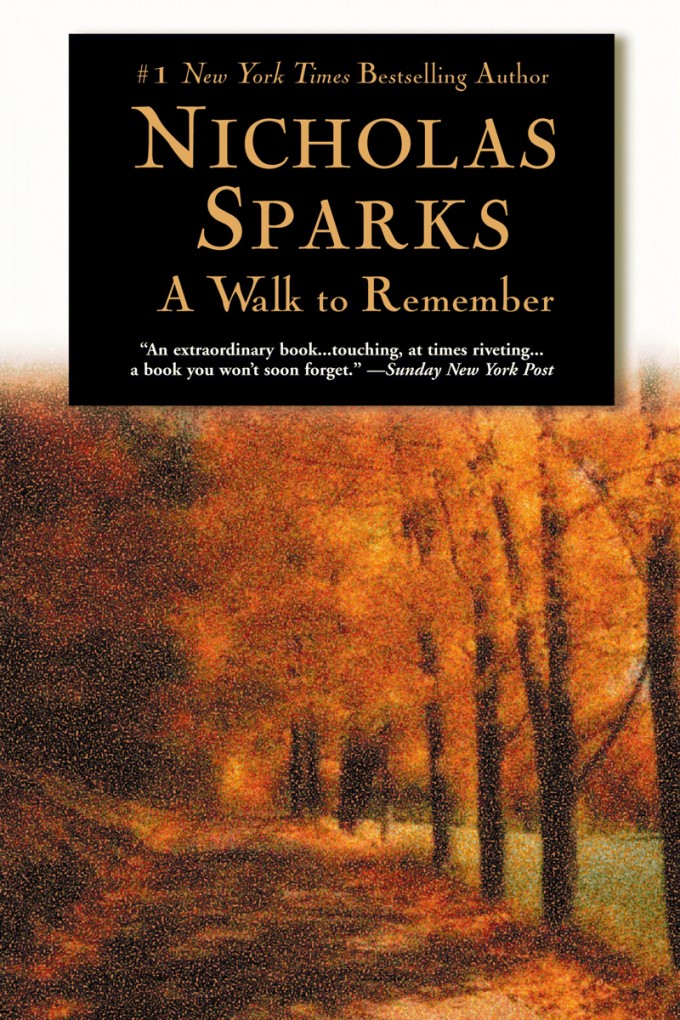 #1 New York Times Bestselling Author
NICHOLAS
SPARKS
A Walk to Remember
“An extraordinary book...touching, at times riveting...
a book you won’t soon forget.” —Sunday New York Post